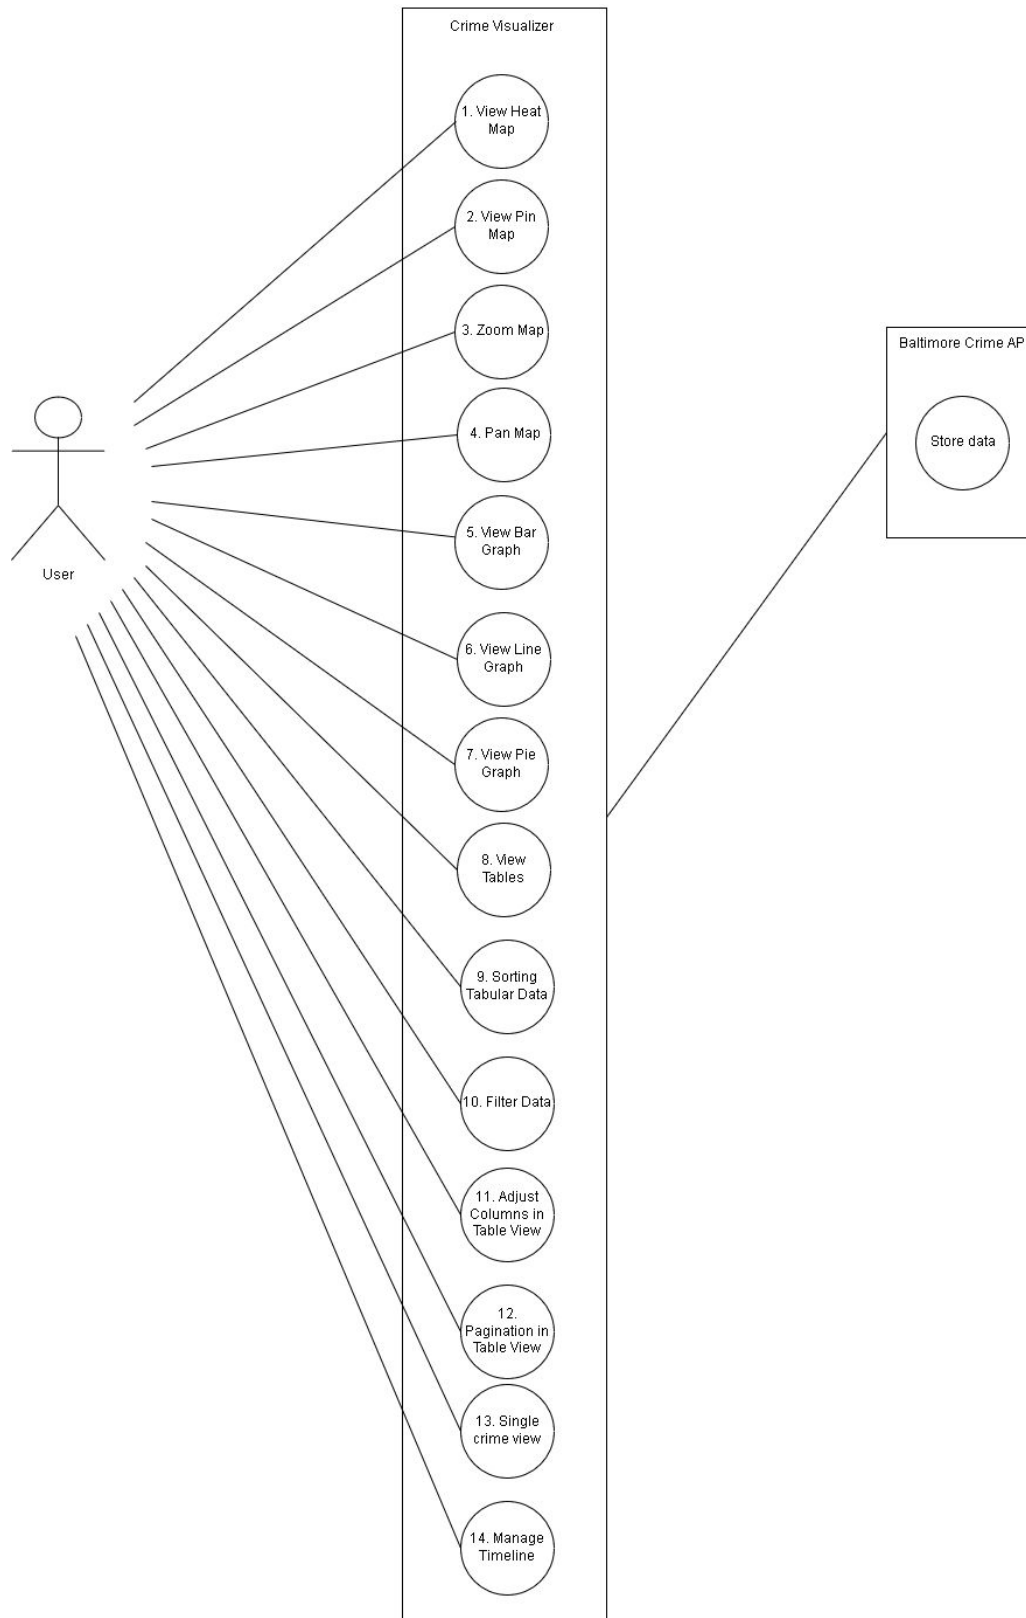 Crime Visualizer
1. View Heat
Map
2. View Pin
Map
3. Zoom Map
4. Pan Map
5. View Bar
Graph
6. View Line
Graph
7. View Pie
Graph
8. View
Tables
9. Sorting
Tabular Data
10. Filter Data
11. Adjust
Columns in
Table View
12.
Pagination in
Table View
13. Single
crime view
14. Manage
Timeline
User
Baltimore Crime AP
Store data